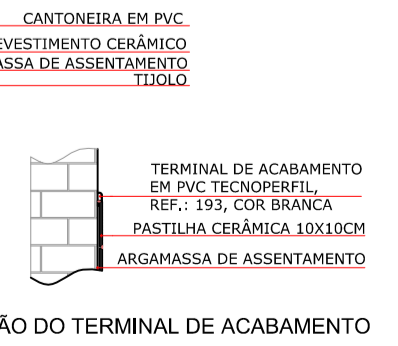 CANTONEIRA EM PVC
EVESTIMENTO CERÂMICO
ASSA DE ASSENTAMENTO
TIJOLO
TERMINAL DE ACABAMENTO
EM PVC TECNOPERFIL,
REF.: 193, COR BRANCA
PASTILHA CERÂMICA 10X10CM
ARGAMASSA DE ASSENTAMENTO
ÃO DO TERMINAL DE ACABAMENTO